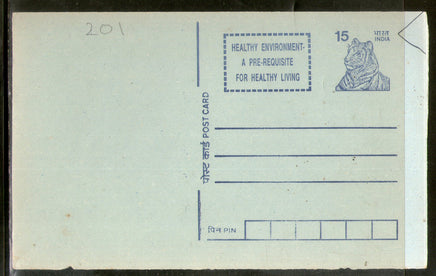 201
HEALTHY ENVIRONMENT-
A PRE-REQUISITE
FOR HEALTHY LIVING
15 भारत
INDIA
पोस्ट कार्ड POST CARD
पिन PIN